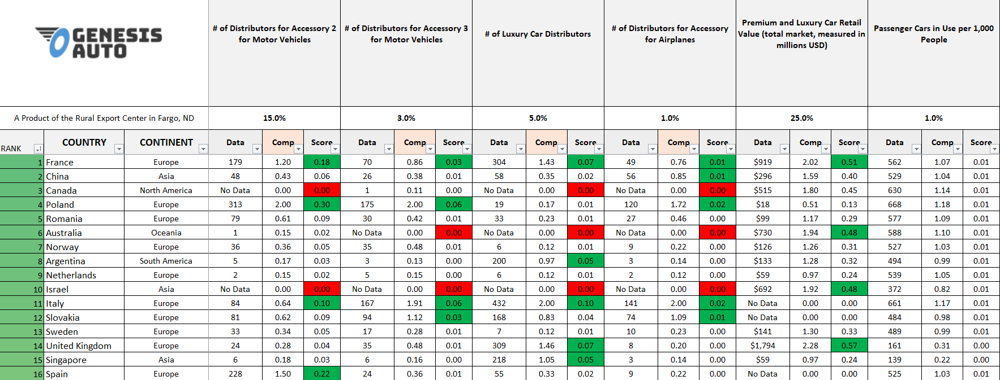 GENESIS
AUTO
# of Distributors for Accessory 2
for Motor Vehicles
# of Distributors for Accessory 3
for Motor Vehicles
# of Luxury Car Distributors
# of Distributors for Accessory
for Airplanes
Premium and Luxury Car Retail
Value (total market, measured in
millions USD)
Passenger Cars in Use per 1,000
People
A Product of the Rural Export Center in Fargo, ND 15.0% 3.0% 5.0% 1.0% 25.0% 1.0%
RANK COUNTRY CONTINENT Data Comp Score Data Comp Score Data Comp Score Data Comp Score Data Comp Score Data Comp Score
1 France Europe 179 1.20 0.18 70 0.86 0.03 304 1.43 0.07 49 0.76 0.01 $919 2.02 0.51 562 1.07 0.01
2 China Asia 48 0.43 0.06 26 0.38 0.01 58 0.35 0.02 56 0.85 0.01 $296 1.59 0.40 529 1.04 0.01
3 Canada North America No Data 0.00 0.00 1 0.11 0.00 No Data 0.00 0.00 No Data 0.00 0.00 $515 1.80 0.45 630 1.14 0.01
4 Poland Europe 313 2.00 0.30 175 2.00 0.06 19 0.17 0.01 120 1.72 0.02 $18 0.51 0.13 668 1.18 0.01
5 Romania Europe 79 0.61 0.09 30 0.42 0.01 33 0.23 0.01 27 0.46 0.00 $99 1.17 0.29 577 1.09 0.01
6 Australia Oceania 1 0.15 0.02 No Data 0.00 0.00 No Data 0.00 0.00 No Data 0.00 0.00 $730 1.94 0.48 588 1.10 0.01
7 Norway Europe 36 0.36 0.05 35 0.48 0.01 6 0.12 0.01 9 0.22 0.00 $126 1.26 0.31 527 1.03 0.01
8 Argentina South America 5 0.17 0.03 3 0.13 0.00 200 0.97 0.05 3 0.14 0.00 $133 1.28 0.32 494 0.99 0.01
9 Netherlands Europe 2 0.15 0.02 5 0.15 0.00 6 0.12 0.01 2 0.12 0.00 $59 0.97 0.24 539 1.05 0.01
10 Israel Asia No Data 0.00 0.00 No Data 0.00 0.00 No Data 0.00 0.00 No Data 0.00 0.00 $692 1.92 0.48 372 0.82 0.01
11 Italy Europe 84 0.64 0.10 167 1.91 0.06 432 2.00 0.10 141 2.00 0.02 No Data 0.00 0.00 661 1.17 0.01
12 Slovakia Europe 81 0.62 0.09 94 1.12 0.03 168 0.83 0.04 74 1.09 0.01 No Data 0.00 0.00 484 0.98 0.01
13 Sweden Europe 33 0.34 0.05 17 0.28 0.01 7 0.12 0.01 10 0.23 0.00 $141 1.30 0.33 489 0.99 0.01
14 United Kingdom Europe 24 0.28 0.04 35 0.48 0.01 309 1.46 0.07 8 0.20 0.00 $1,794 2.28 0.57 161 0.31 0.00
15 Singapore Asia 6 0.18 0.03 6 0.16 0.00 218 1.05 0.05 3 0.14 0.00 $59 0.97 0.24 139 0.22 0.00
16 Spain Europe 228 1.50 0.22 24 0.36 0.01 55 0.33 0.02 9 0.22 0.00 No Data 0.00 0.00 525 1.03 0.01